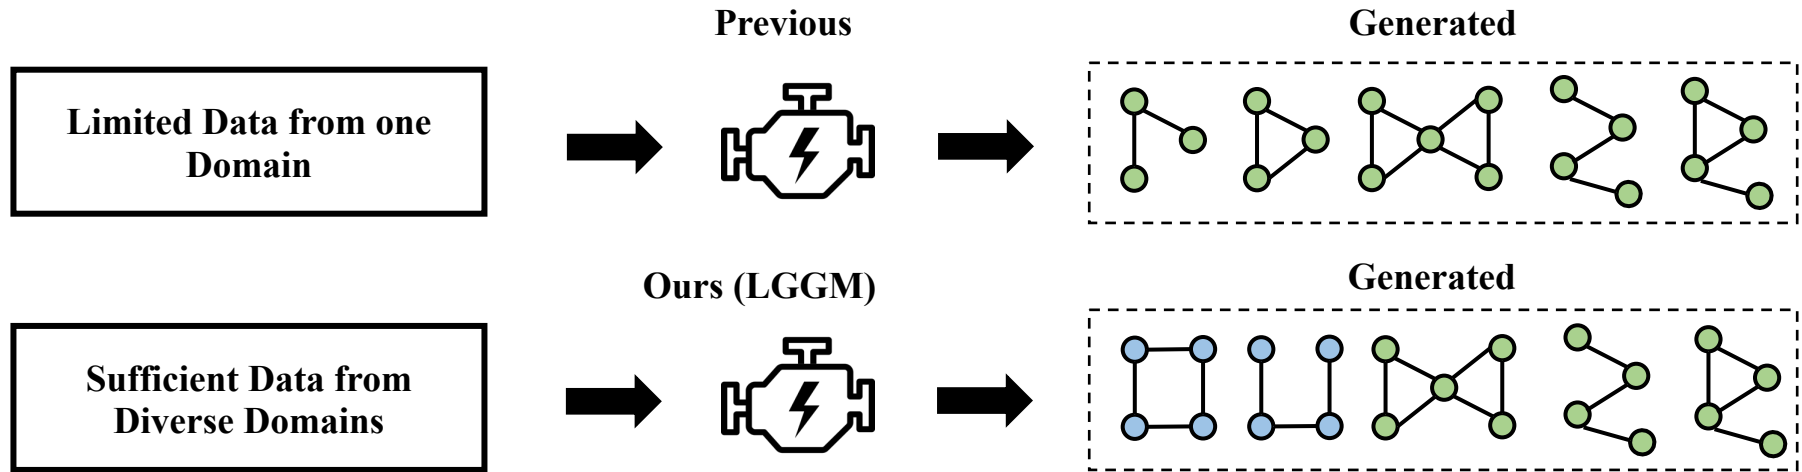 Previous
Generated
Limited Data from one
Domain
Ours (LGGM)
Generated
Sufficient Data from
Diverse Domains